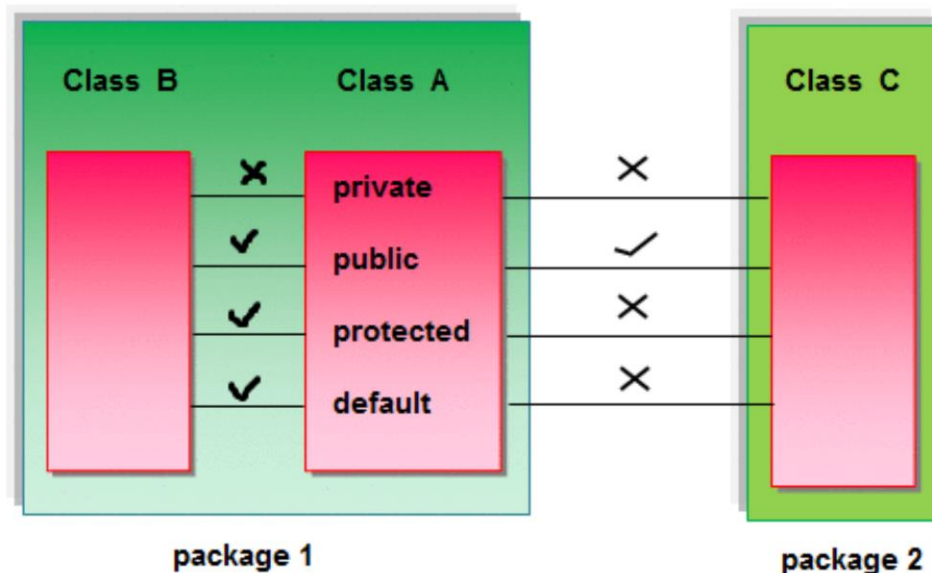 Class B
Class A
Class C
private
public
protected
default
package 1
package 2